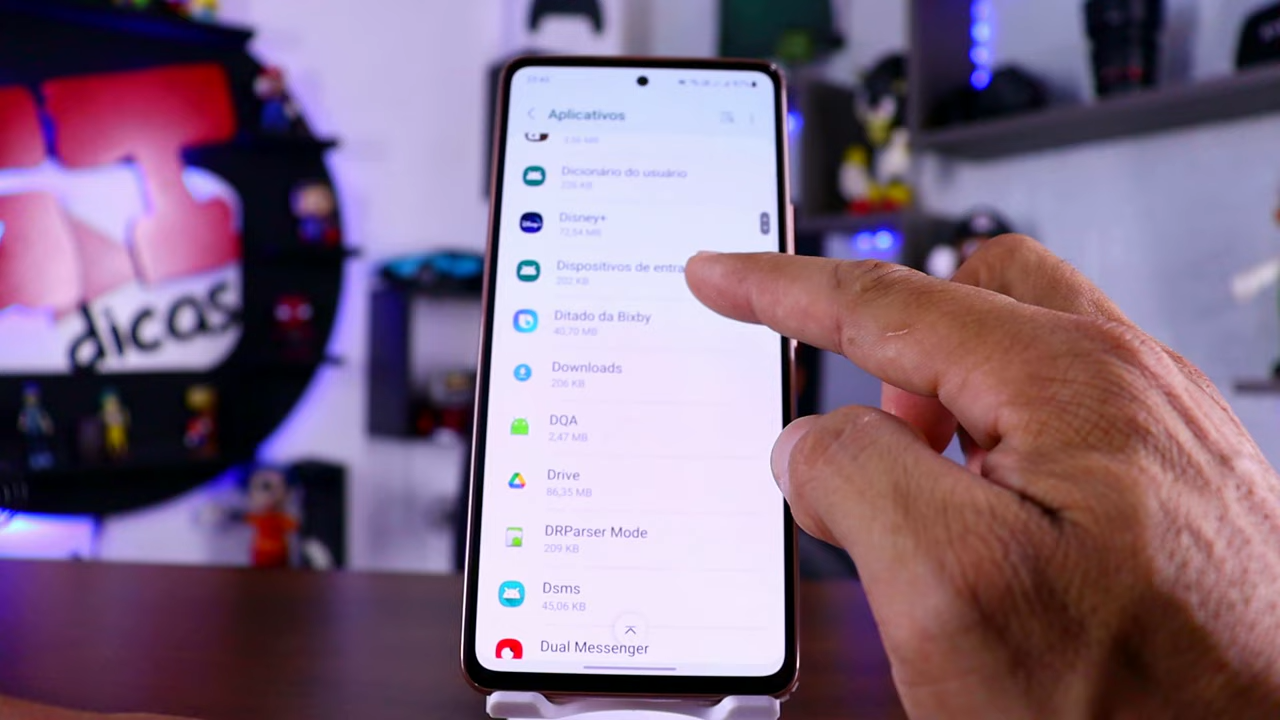 Aplicativos
Dicionário do usuário
Disney+
72,54 MB
Dispositivos de entra
202 KB
Ditado da Bixby
40,70 MB
Downloads
206 KB
DQA
2,47 MB
Drive
86,35 MB
DRParser Mode
209 KB
Dsms
45,06 KB
Dual Messenger
dicas